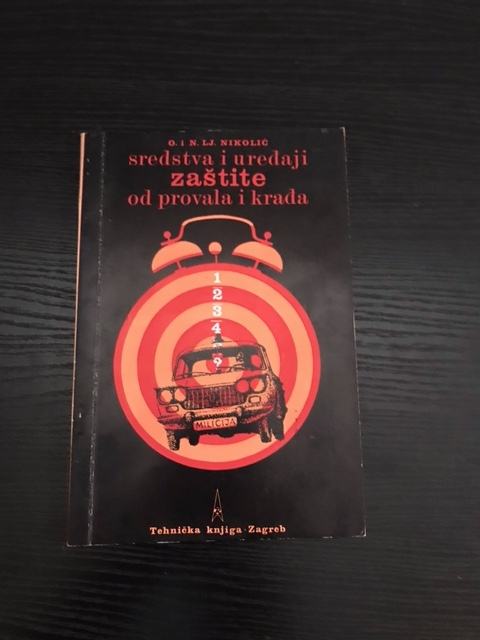 O. i N. LJ. NIKOLIĆ
sredstva i uređaji
zaštite
od provala i krađa
1
2
3
4
?
MILICIJA
Tehnička knjiga · Zagreb